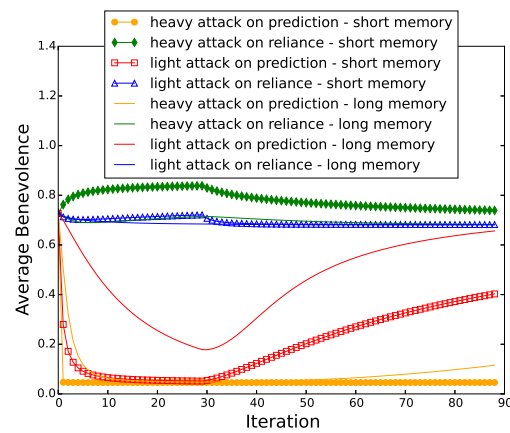 heavy attack on prediction - short memory
heavy attack on reliance - short memory
light attack on prediction - short memory
light attack on reliance - short memory
heavy attack on prediction - long memory
heavy attack on reliance - long memory
light attack on prediction - long memory
light attack on reliance - long memory
Average Benevolence
1.4
1.2
1.0
0.8
0.6
0.4
0.2
0.0
0 10 20 30 40 50 60 70 80 90
Iteration